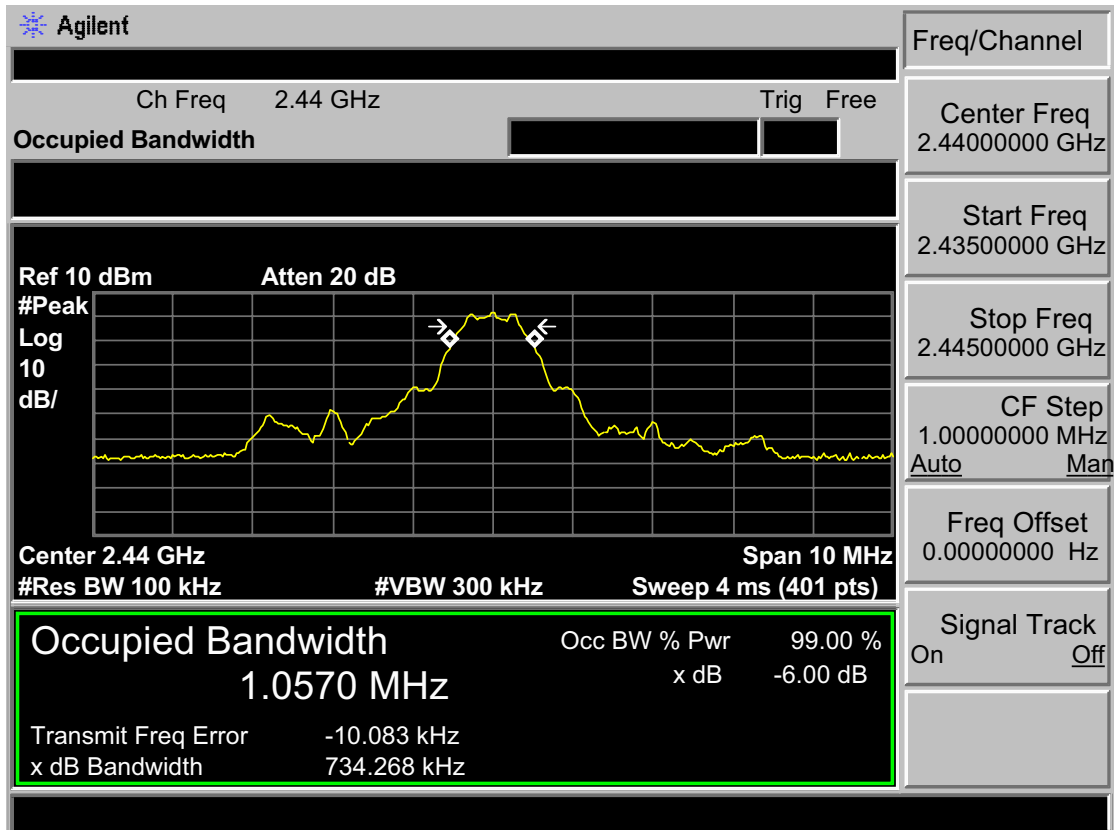 Agilent
Freq/Channel
Ch Freq 2.44 GHz Trig Free
Occupied Bandwidth
Center Freq
2.44000000 GHz
Start Freq
2.43500000 GHz
Stop Freq
2.44500000 GHz
CF Step
1.00000000 MHz
Auto Man
Freq Offset
0.00000000 Hz
Signal Track
On Off
Ref 10 dBm Atten 20 dB
#Peak
Log
10
dB/
Center 2.44 GHz Span 10 MHz
#Res BW 100 kHz #VBW 300 kHz Sweep 4 ms (401 pts)
Occupied Bandwidth Occ BW % Pwr 99.00 %
1.0570 MHz x dB -6.00 dB
Transmit Freq Error -10.083 kHz
x dB Bandwidth 734.268 kHz